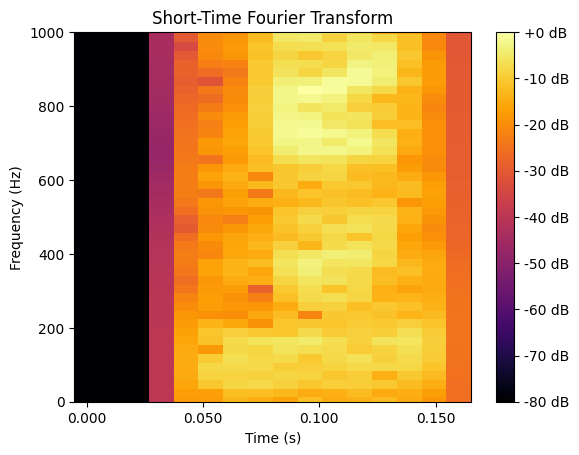 Short-Time Fourier Transform
1000
800
600
400
200
0
Frequency (Hz)
0.000
0.050
0.100
0.150
Time (s)
+0 dB
-10 dB
-20 dB
-30 dB
-40 dB
-50 dB
-60 dB
-70 dB
-80 dB